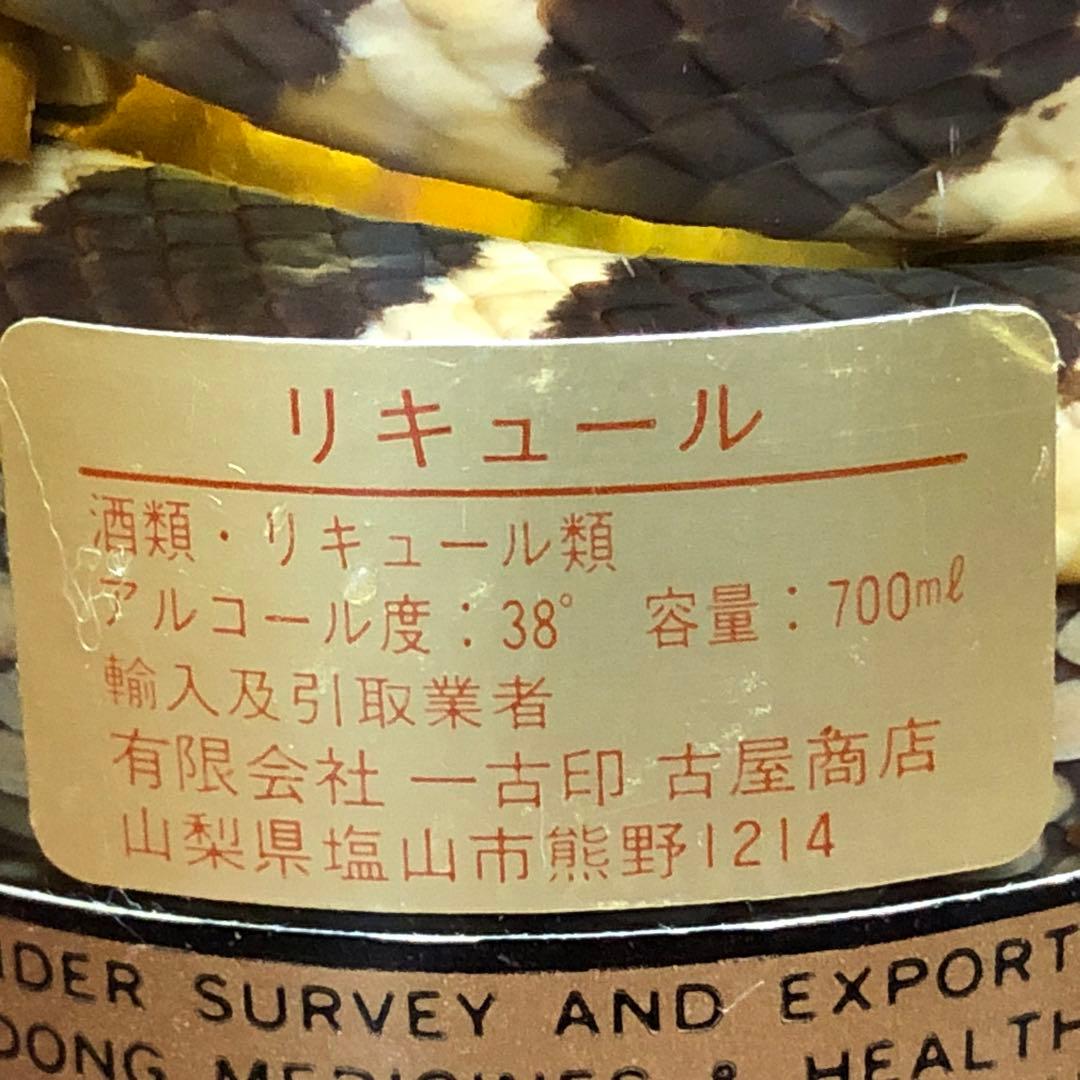 リキュール
酒類・リキュール類
アルコール度：38° 容量：700㎖
輸入及引取業者
有限会社 一古印 古屋商店
山梨県塩山市熊野1214
SURVEY AND EXPORT
MEDICINES & HEALTH